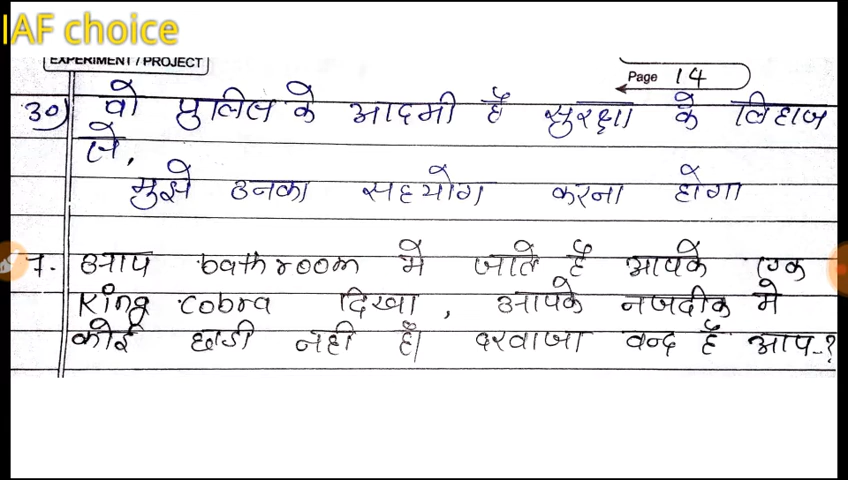 IAF choice
EXPERIMENT / PROJECT
Page 14
30) वो पुलिस के आदमी है सुरक्षा के लिहाज
से,
मुझे उनका सहयोग करना होगा
7. आप bathroom मे जाते है आपके एक
King Cobra दिखा, आपके नजदीक मे
कोई छाडी नही है। दरवाजा बन्द है आप-?